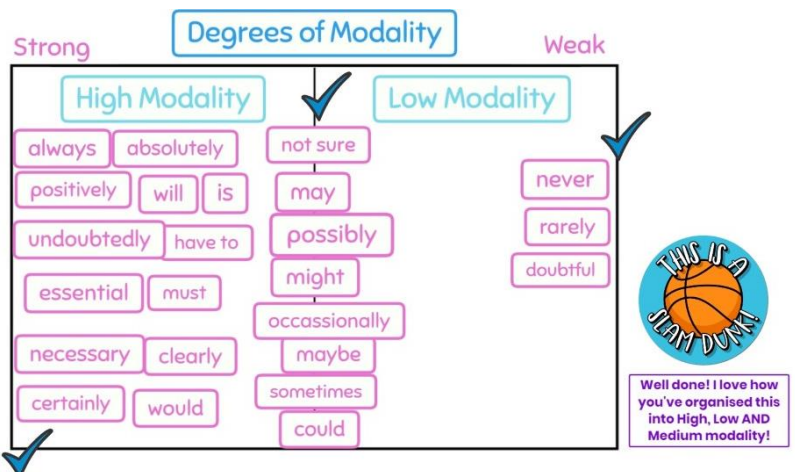 Degrees of Modality
Strong
Weak
High Modality
Low Modality
always absolutely
positively will is
undoubtedly have to
essential must
necessary clearly
certainly would
not sure
may
possibly
might
occassionally
maybe
sometimes
could
never
rarely
doubtful
THIS IS A
SLAM DUNK!
Well done! I love how
you've organised this
into High, Low AND
Medium modality!